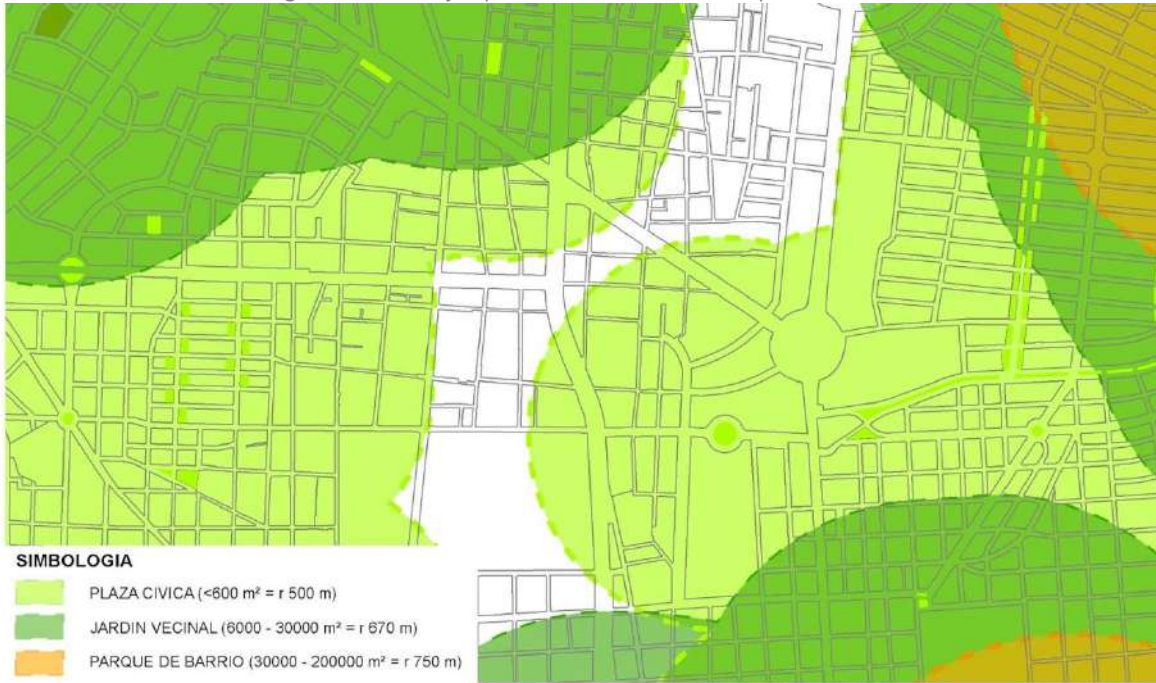 SIMBOLOGIA
PLAZA CIVICA (<600 m² = r 500 m)
JARDIN VECINAL (6000 - 30000 m² = r 670 m)
PARQUE DE BARRIO (30000 - 200000 m² = r 750 m)